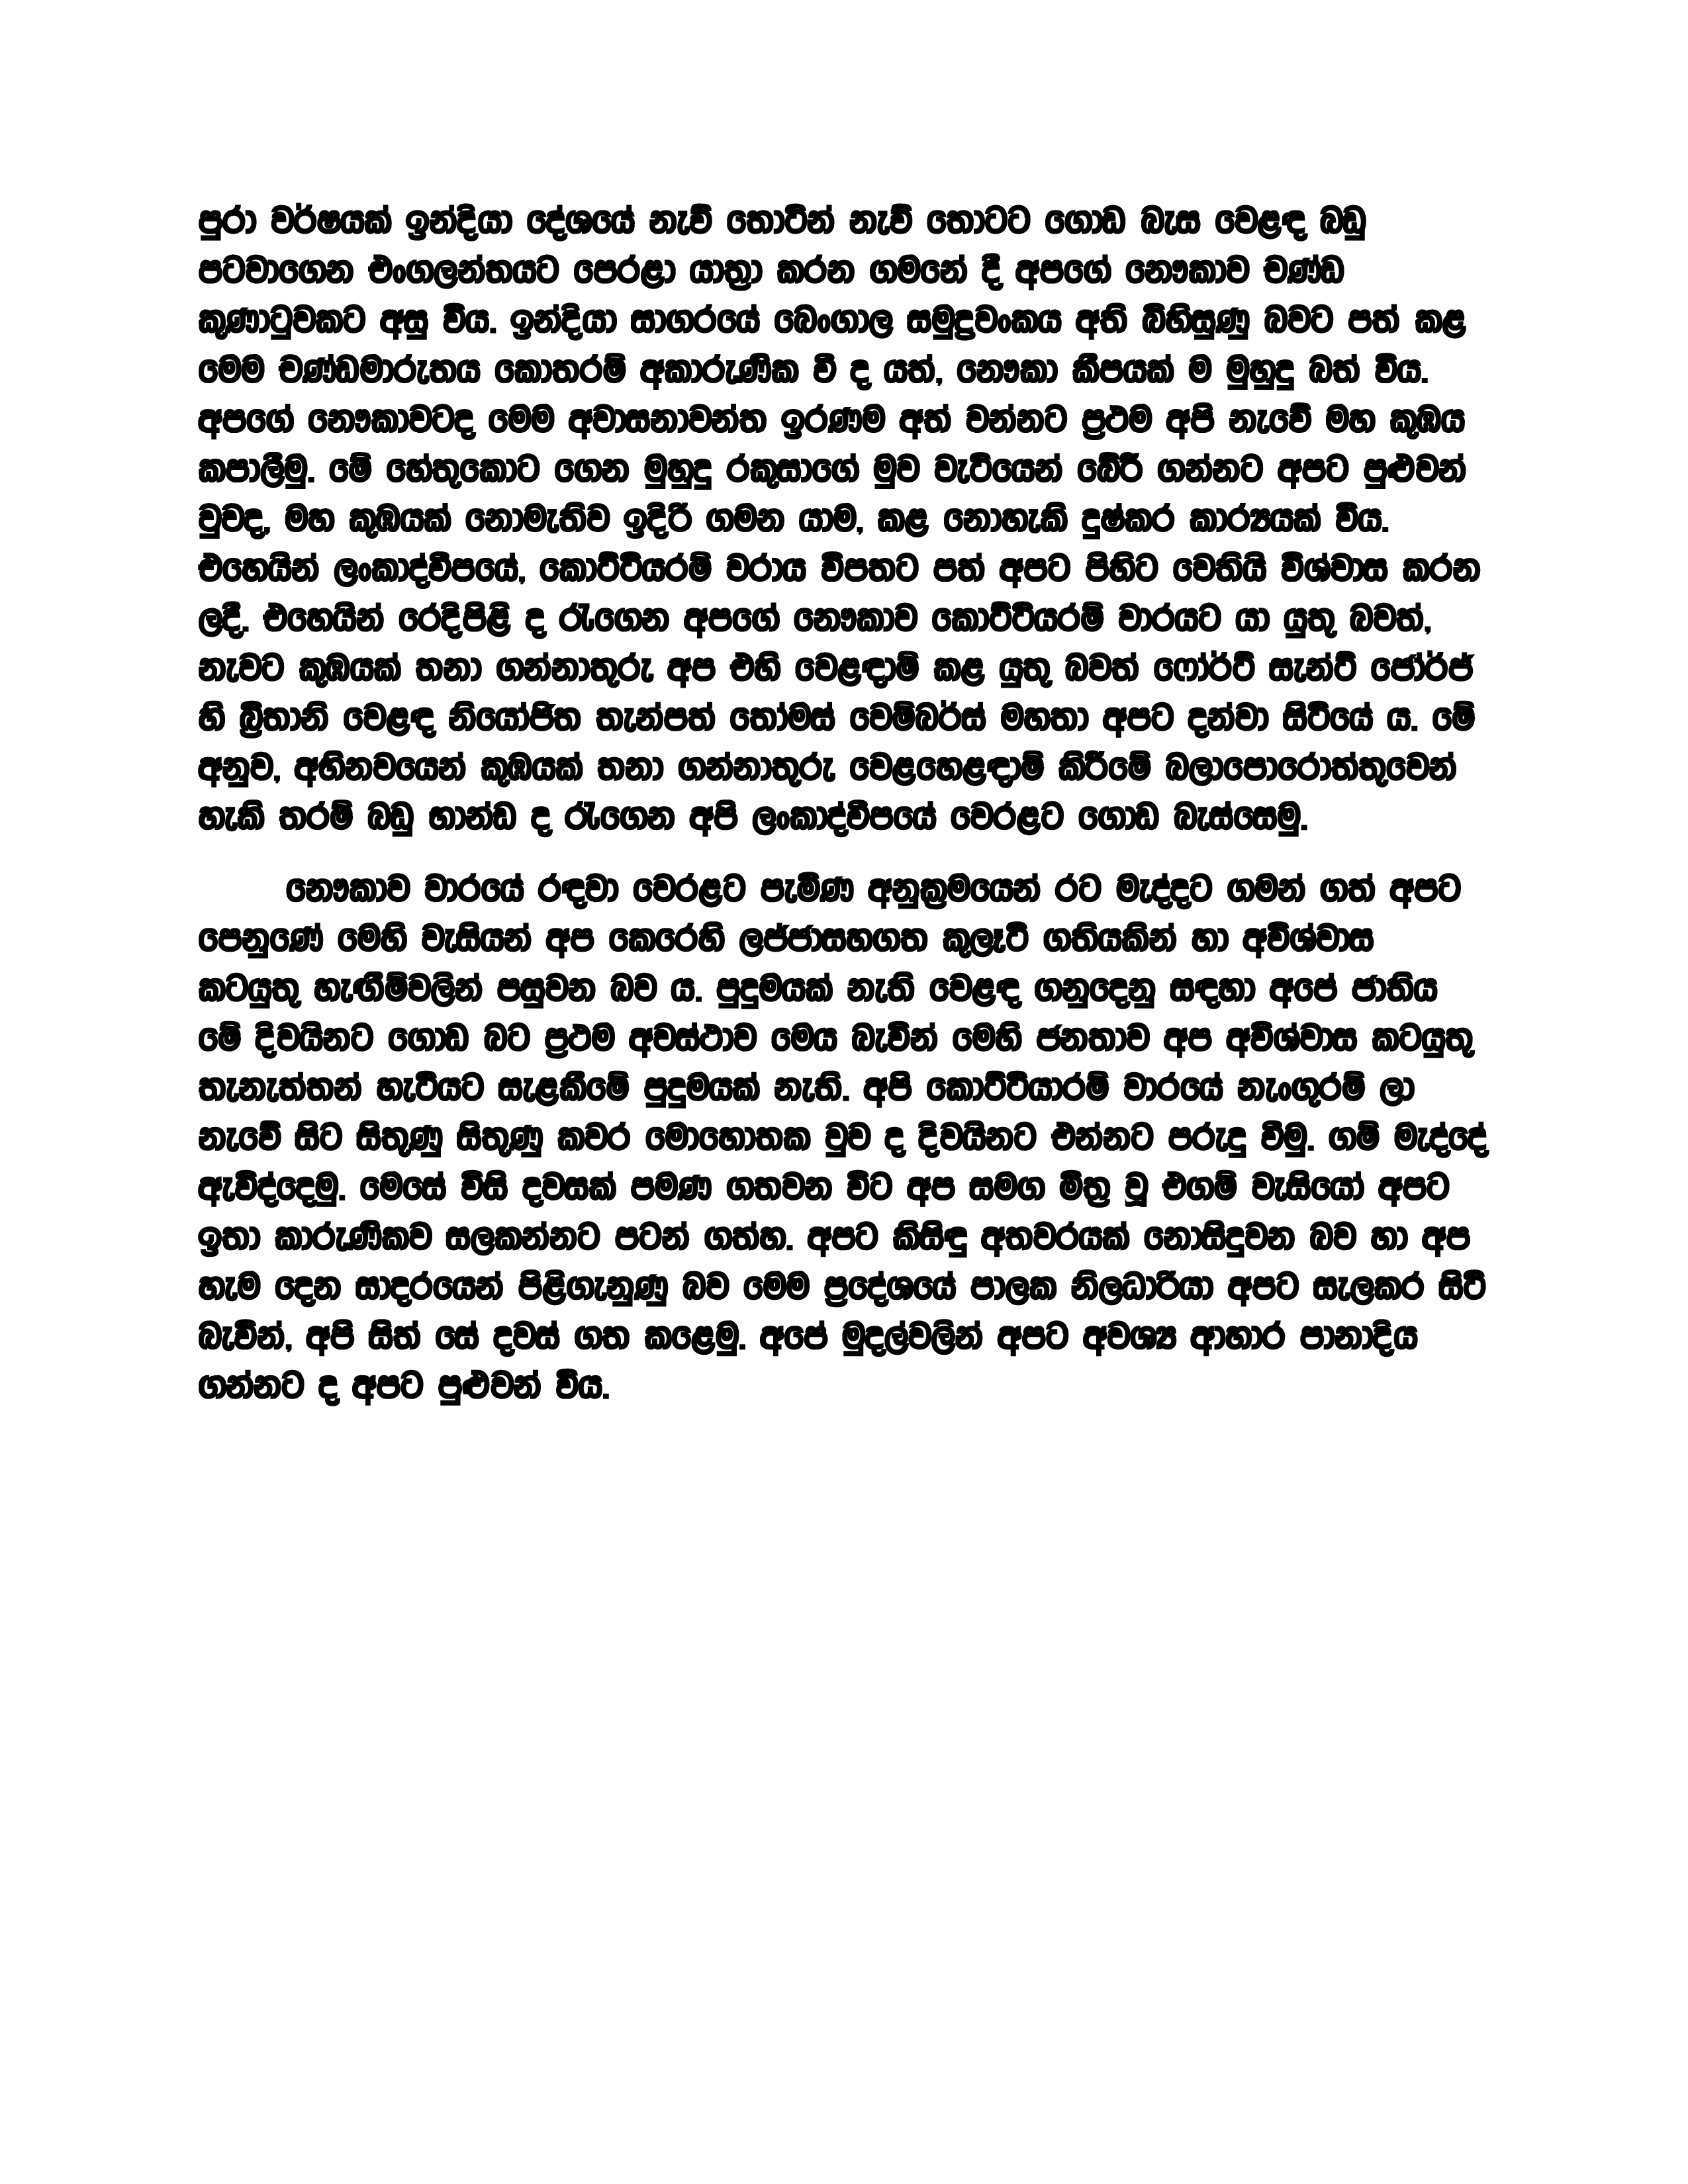 පුරා වර්ෂයක් ඉන්දියා දේශයේ නැව් තොටින් නැව් තොටට ගොඩ බැස වෙළඳ බඩු
පටවාගෙන එංගලන්තයට පෙරළා යාත්‍රා කරන ගමනේ දී අපගේ නෞකාව චණ්ඩ
කුණාටුවකට අසු විය. ඉන්දියා සාගරයේ බෙංගාල සමුද්‍රවංකය අති බිහිසුණු බවට පත් කළ
මෙම චණ්ඩමාරුතය කොතරම් අකාරුණික වී ද යත්, නෞකා කීපයක් ම මුහුදු බත් විය.
අපගේ නෞකාවටද මෙම අවාසනාවන්ත ඉරණම අත් වන්නට ප්‍රථම අපි නැවේ මහ කුඹය
කපාලීමු. මේ හේතුකොට ගෙන මුහුදු රකුසාගේ මුව වැටියෙන් බේරී ගන්නට අපට පුළුවන්
වුවද, මහ කුඹයක් නොමැතිව ඉදිරි ගමන යාම, කළ නොහැකි දුෂ්කර කාර්‍යයක් විය.
එහෙයින් ලංකාද්වීපයේ, කොට්ටියරම් වරාය විපතට පත් අපට පිහිට වෙතියි විශ්වාස කරන
ලදී. එහෙයින් රෙදිපිළි ද රැගෙන අපගේ නෞකාව කොට්ටියරම් වාරයට යා යුතු බවත්,
නැවට කුඹයක් තනා ගන්නාතුරු අප එහි වෙළඳාම් කළ යුතු බවත් ෆෝර්ට් සැන්ට් ජෝර්ජ්
හි බ්‍රිතානි වෙළඳ නියෝජිත තැන්පත් තෝමස් චෙම්බර්ස් මහතා අපට දන්වා සිටියේ ය. මේ
අනුව, අභිනවයෙන් කුඹයක් තනා ගන්නාතුරු වෙළහෙළඳාම් කිරීමේ බලාපොරොත්තුවෙන්
හැකි තරම් බඩු භාන්ඩ ද රැගෙන අපි ලංකාද්වීපයේ වෙරළට ගොඩ බැස්සෙමු.
නෞකාව වාරයේ රඳවා වෙරළට පැමිණ අනුක්‍රමයෙන් රට මැද්දට ගමන් ගත් අපට
පෙනුණේ මෙහි වැසියන් අප කෙරෙහි ලජ්ජාසහගත කුලෑටි ගතියකින් හා අවිශ්වාස
කටයුතු හැඟීම්වලින් පසුවන බව ය. පුදුමයක් නැති වෙළඳ ගනුදෙනු සඳහා අපේ ජාතිය
මේ දිවයිනට ගොඩ බට ප්‍රථම අවස්ථාව මෙය බැවින් මෙහි ජනතාව අප අවිශ්වාස කටයුතු
තැනැත්තන් හැටියට සැළකීමේ පුදුමයක් නැති. අපි කොට්ටියාරම් වාරයේ නැංගුරම් ලා
නැවේ සිට සිතුණු සිතුණු කවර මොහොතක වුව ද දිවයිනට එන්නට පරුදු වීමු. ගම් මැද්දේ
ඇවිද්දෙමු. මෙසේ විසි දවසක් පමණ ගතවන විට අප සමග මිත්‍ර වූ එගම් වැසියෝ අපට
ඉතා කාරුණිකව සලකන්නට පටන් ගත්හ. අපට කිසිඳු අතවරයක් නොසිදුවන බව හා අප
හැම දෙන සාදරයෙන් පිළිගැනුණු බව මෙම ප්‍රදේශයේ පාලක නිලධාරියා අපට සැලකර සිටි
බැවින්, අපි සිත් සේ දවස් ගත කළෙමු. අපේ මුදල්වලින් අපට අවශ්‍ය ආහාර පානාදිය
ගන්නට ද අපට පුළුවන් විය.